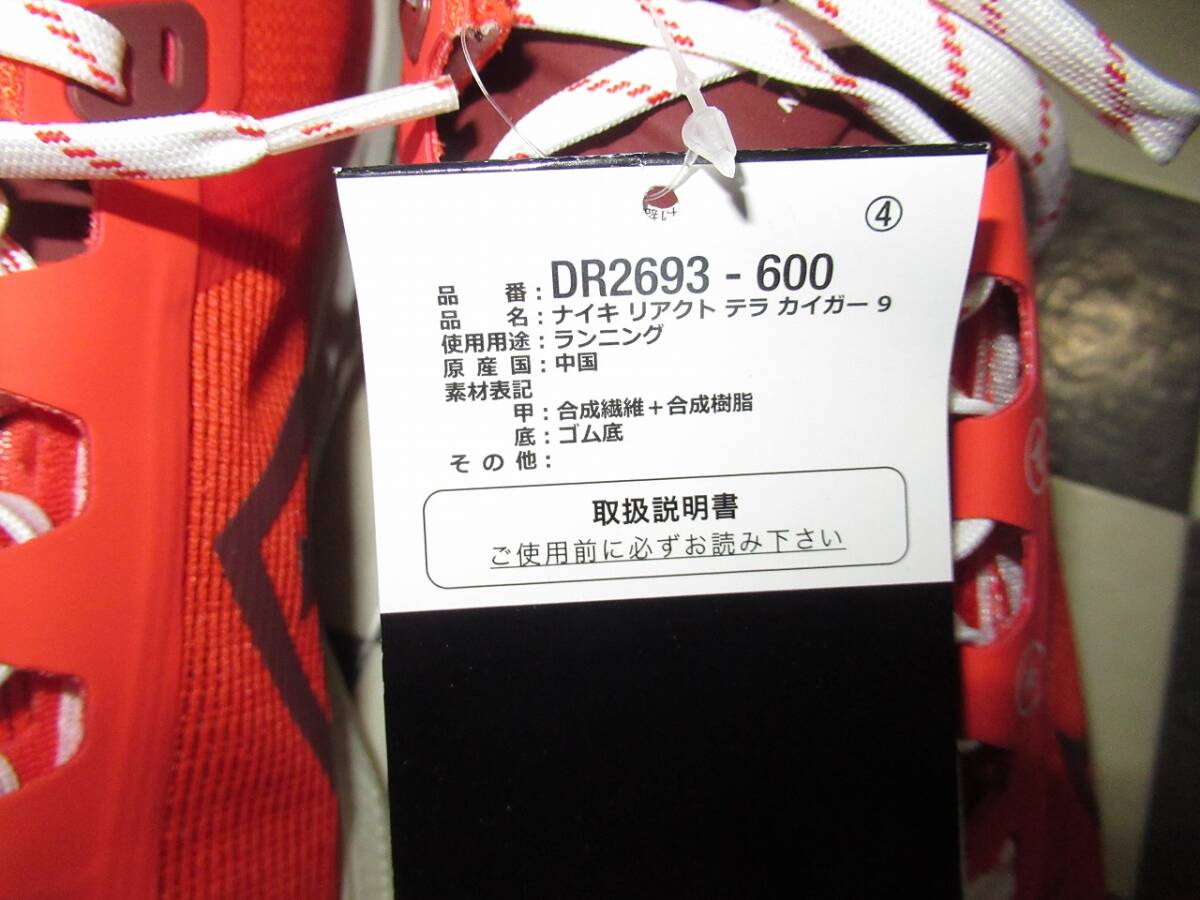 ④
品番:DR2693 - 600
品名:ナイキ リアクト テラ カイガー 9
使用用途:ランニング
原産国:中国
素材表記
甲:合成繊維+合成樹脂
底:ゴム底
その他:
取扱説明書
ご使用前に必ずお読み下さい